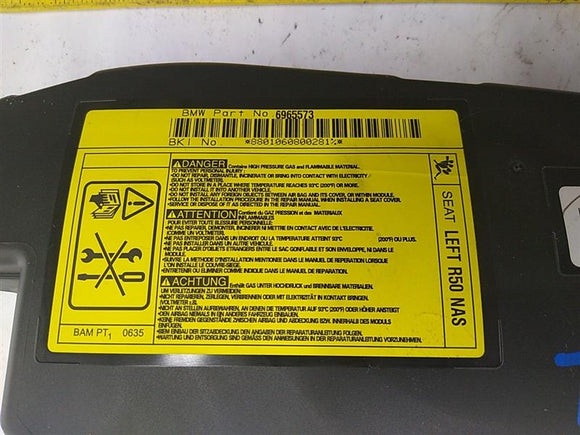 BMW Part No 6965573
BKI No *8801060800281%*
⚠DANGER Contains HIGH PRESSURE GAS and FLAMMABLE MATERIAL.
TO PREVENT PERSONAL INJURY :
•DO NOT REPAIR, DISMANTLE, INCINERATE OR BRING INTO CONTACT WITH ELECTRICITY
(SUCH AS VOLTMETER).
•DO NOT STORE IN A PLACE WHERE TEMPERATURE REACHES 93℃ (200℉) OR MORE.
•DO NOT INSTALL IT INTO ANOTHER VEHICLE.
•DO NOT INSTALL ANY FOREIGN OBJECTS BETWEEN AIR BAG AND ITS COVER, OR WITHIN MODULE.
•FOLLOW THE INSTALLATION PROCEDURE IN REPAIR MANUAL WHEN INSTALLING A SEAT COVER.
•SERVICE OR DISPOSE OF IT AS DIRECTED IN THE REPAIR MANUAL.
⚠ATTENTION Contient du GAZ PRESSION et des MATERIAUX
INFLAMMABLES
POUR EVITER TOUTE BLESSURE PERSONNELLE:
•NE PAS REPARER, DEMONTER, INCINERER NI METTRE EN CONTACT AVEC DE L'ELECTRICITE
(VOLTMETRE).
•NE PAS ENTREPOSER DANS UN ENDROIT OU LA TEMPERATURE ATTEINT 93℃ (200℉) OU PLUS.
•NE PAS INSTALLER DANS UN AUTRE VEHICULE.
•NE PAS PLACER D'OBJETS ETRANGERS ENTRE LE SAC GONFLABLE ET SON ENVELLOPPE, NI DANS LE
MODULE.
•SUIVRE LA METHODE D'INSTALLATION MENTIONEE DANS LE MANUEL DE REPARATION LORSQUE
L'ON INSTALLE LE COUVRE-SIEGE.
•ENTRETIEN OU ELIMINER COMME INDIQUE DANS LE MANUEL DE REPARATION.
⚠ACHTUNG Enthält GAS UNTER HOHDRUCK und BRENNBARE MATERIALIEN.
UM VERLETZUNGEN ZU VERMEIDEN:
•NICHT REPARIEREN, ZERLEGEN, VERBRENNEN ODER MIT ELEKTRIZITÄT IN KONTAKT BRINGEN.
(VOLTMETER z.B).
•NICHT AN STELLEN AUFBEWAHREN, AN DENEN DIE TEMPERATUR AUF 93℃ (200℉) ODER HÖHER ANSTEIGT
•DEN AIRBAG NIEMALS IN EIN ANDERES FAHRZEUG EINBAUEN.
•KEINE FREMDEN GEGENSTÄNDE ZWISCHEN AIRBAG UND ABDECKUNG BZW. INNERHALB DES MODULS
EINBAUEN.
•BEIM EINBAU DER SITZABDECKUNG DEN ANGABEN DER REPARATURANLEITUNG FOLGEN.
•WARTUNG UND ENTSORGUNG SIND GEMÄSS DEN ANWEISUNGEN IN DER REPARATURANLEITUNG AUSZUFÜHREN.
BAM PT1 0635
SEAT LEFT R50 NAS